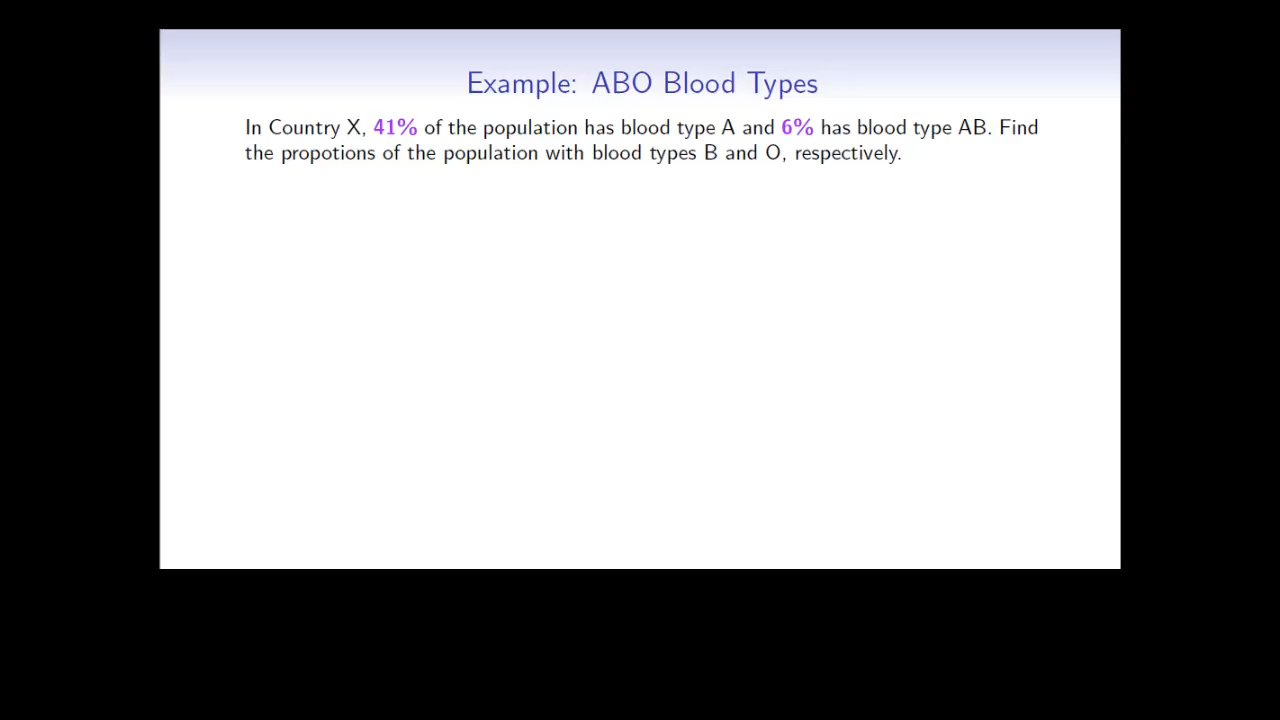 Example: ABO Blood Types
In Country X, 41% of the population has blood type A and 6% has blood type AB. Find
the propotions of the population with blood types B and O, respectively.